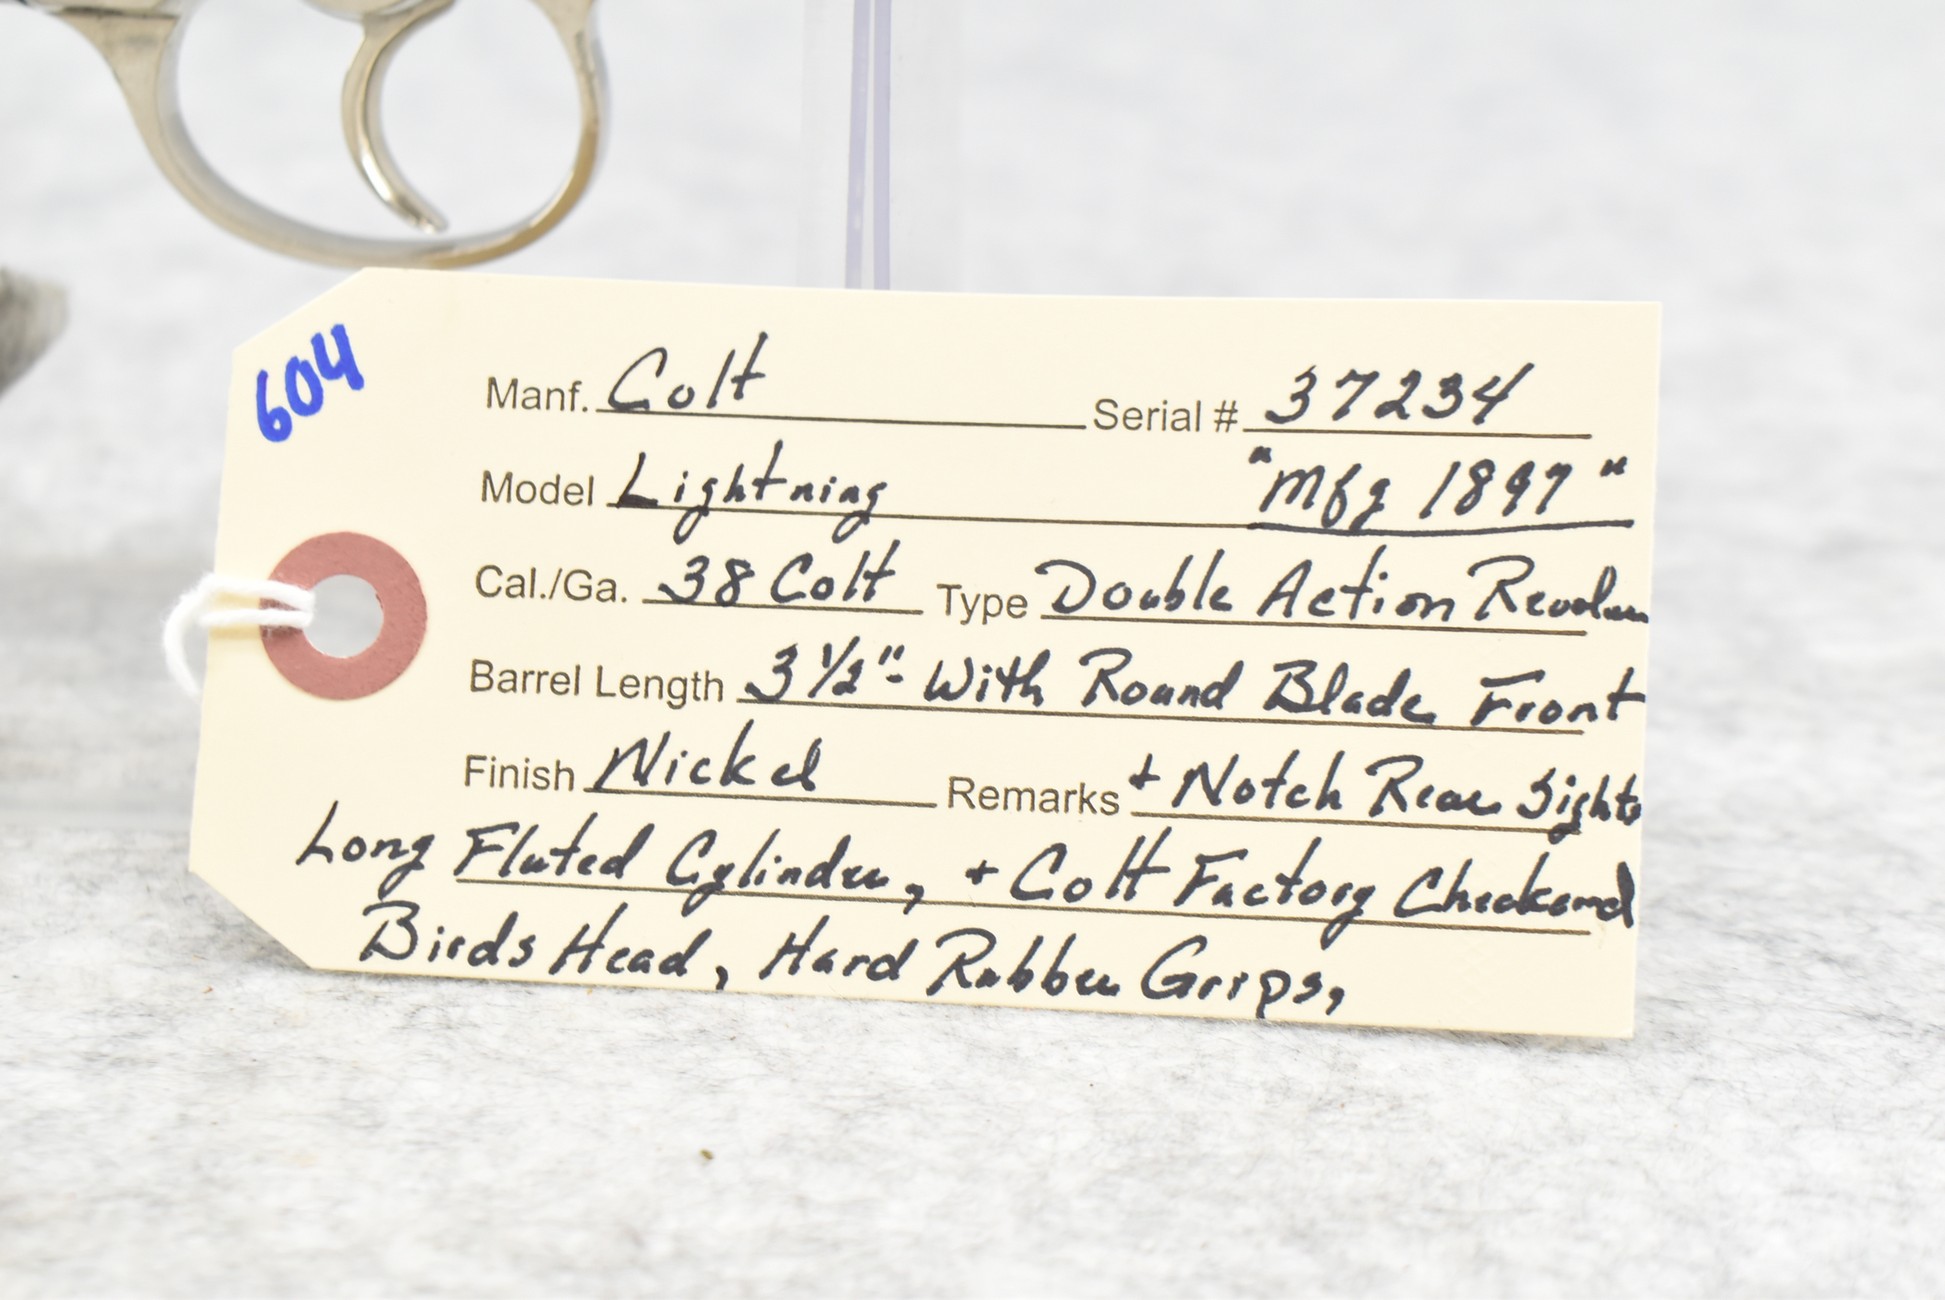 604
Manf. Colt Serial # 37234
Model Lightning "Mfg 1897"
Cal./Ga. 38 Colt Type Double Action Revolver
Barrel Length 3 1/2"- With Round Blade Front
Finish Nickel Remarks + Notch Rear Sights
Long Fluted Cylinder, + Colt Factory Checkered
Birds Head, Hard Rubber Grips,